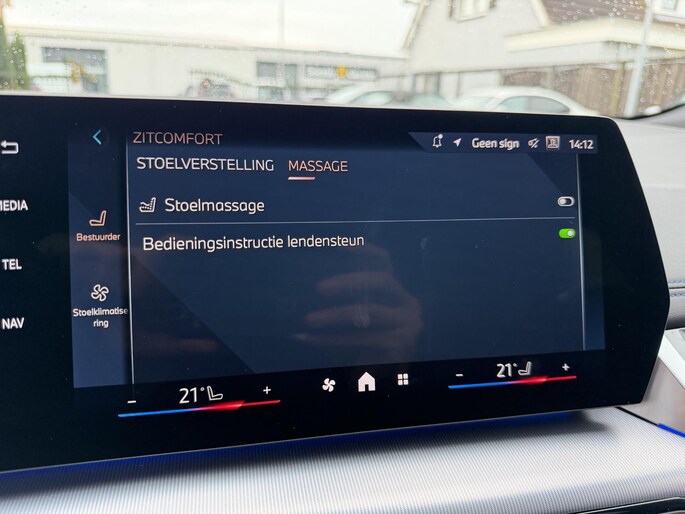 ZITCOMFORT
Geen sign 14:12
STOELVERSTELLING MASSAGE
MEDIA
Stoelmassage
Bestuurder
Bedieningsinstructie lendensteun
TEL
Stoelklimatise
ring
NAV
- 21° +
- 21° +